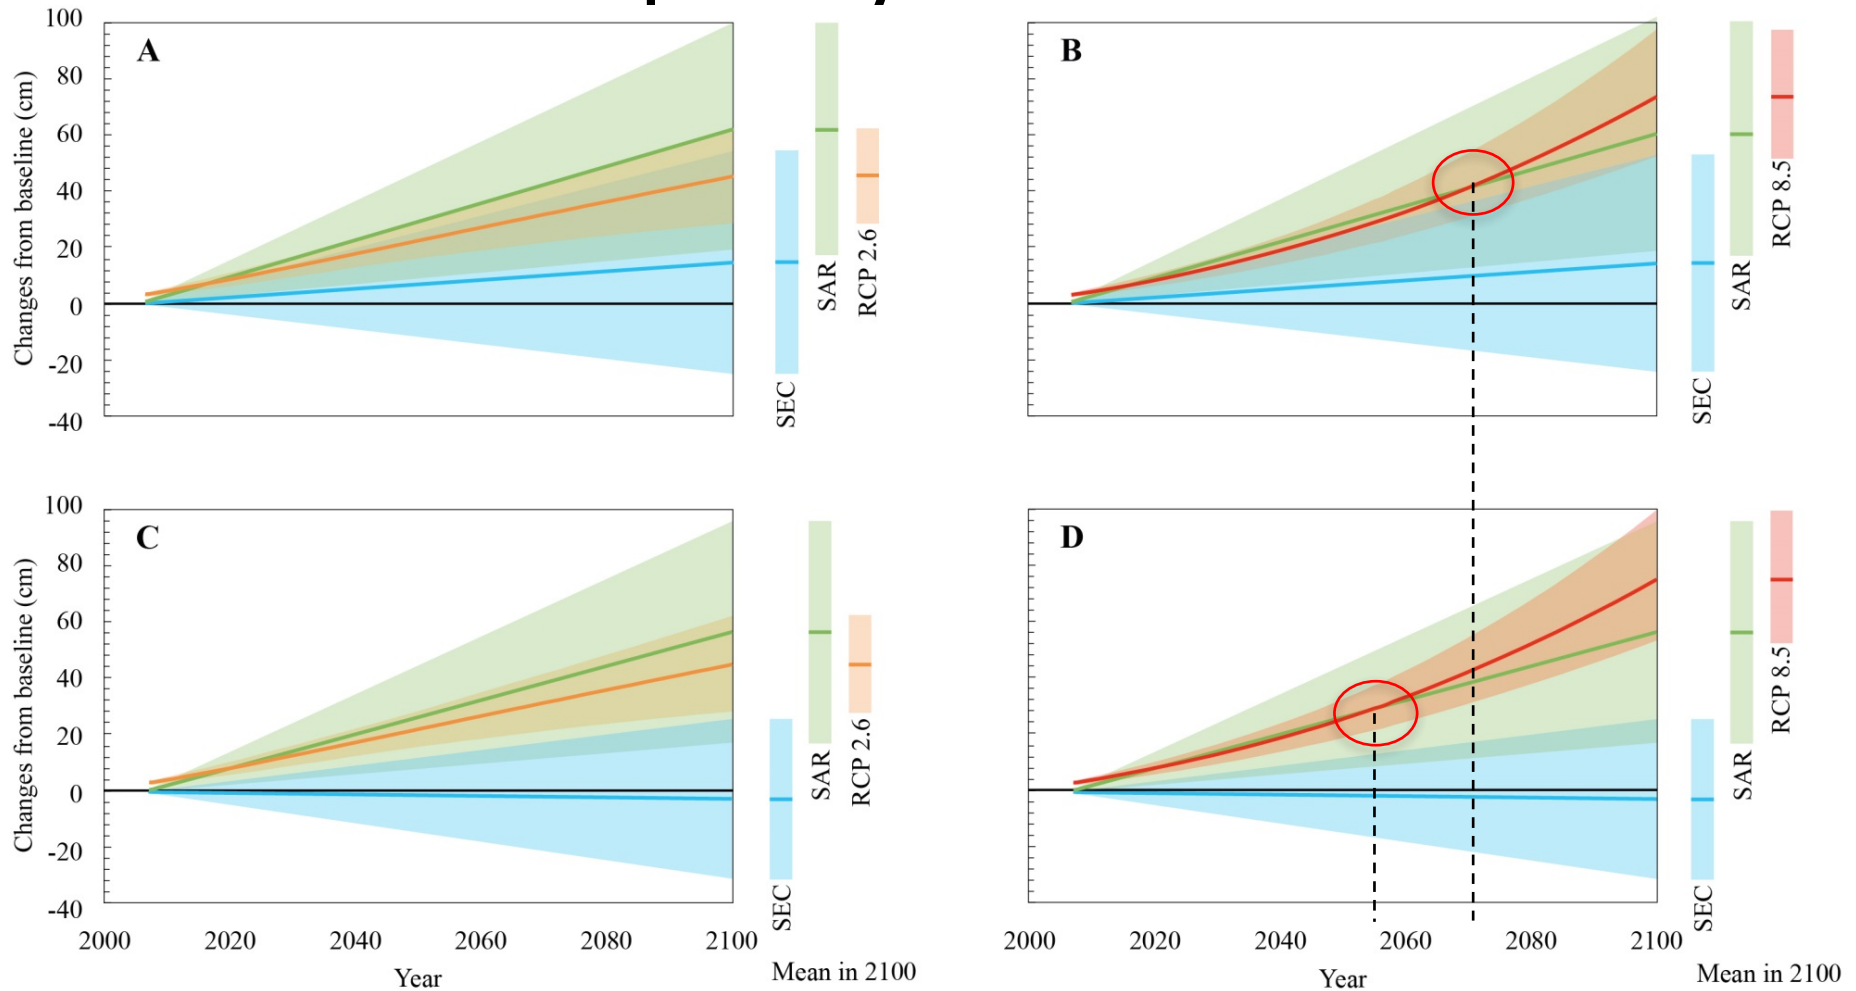 100
80
60
40
20
0
-20
-40
Changes from baseline (cm)
A
SEC
SAR
RCP 2.6
B
SEC
SAR
RCP 8.5
100
80
60
40
20
0
-20
-40
Changes from baseline (cm)
C
SEC
SAR
RCP 2.6
D
SEC
SAR
RCP 8.5
2000 2020 2040 2060 2080 2100
Year
Mean in 2100
2000 2020 2040 2060 2080 2100
Year
Mean in 2100